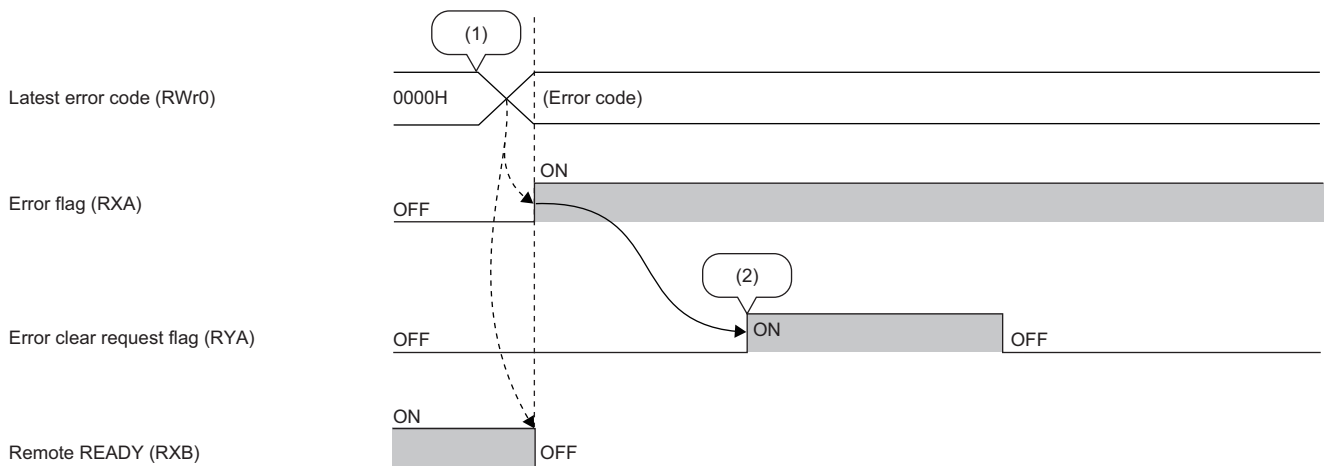 (1)
Latest error code (RWr0)
0000H
(Error code)
ON
Error flag (RXA)
OFF
(2)
ON
Error clear request flag (RYA)
OFF
OFF
ON
Remote READY (RXB)
OFF